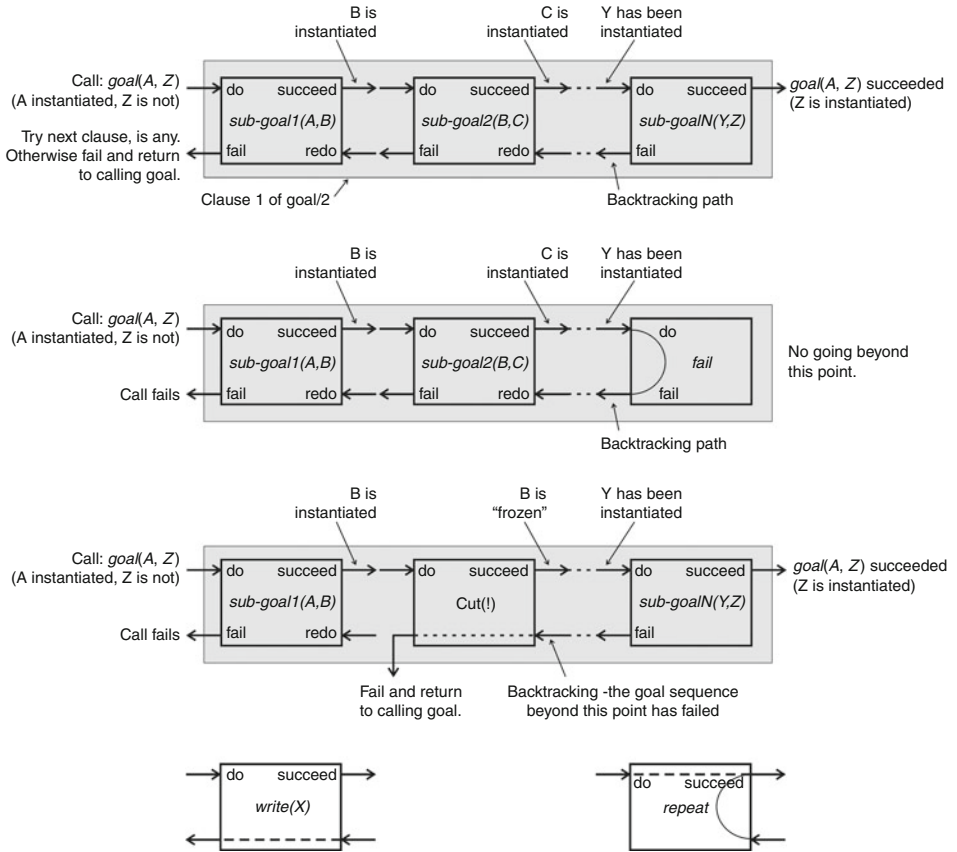 B is
instantiated
C is
instantiated
Y has been
instantiated
Call: goal(A, Z)
(A instantiated, Z is not)
do succeed
sub-goal1(A,B)
fail redo
do succeed
sub-goal2(B,C)
fail redo
do succeed
sub-goalN(Y,Z)
fail
goal(A, Z) succeeded
(Z is instantiated)
Try next clause, is any.
Otherwise fail and return
to calling goal.
Clause 1 of goal/2
Backtracking path
B is
instantiated
C is
instantiated
Y has been
instantiated
Call: goal(A, Z)
(A instantiated, Z is not)
Call fails
do succeed
sub-goal1(A,B)
fail redo
do succeed
sub-goal2(B,C)
fail redo
do
fail
fail
No going beyond
this point.
Backtracking path
B is
instantiated
B is
“frozen”
Y has been
instantiated
Call: goal(A, Z)
(A instantiated, Z is not)
Call fails
do succeed
sub-goal1(A,B)
fail redo
do succeed
Cut(!)
do succeed
sub-goalN(Y,Z)
fail
goal(A, Z) succeeded
(Z is instantiated)
Fail and return
to calling goal.
Backtracking -the goal sequence
beyond this point has failed
do succeed
write(X)
do succeed
repeat